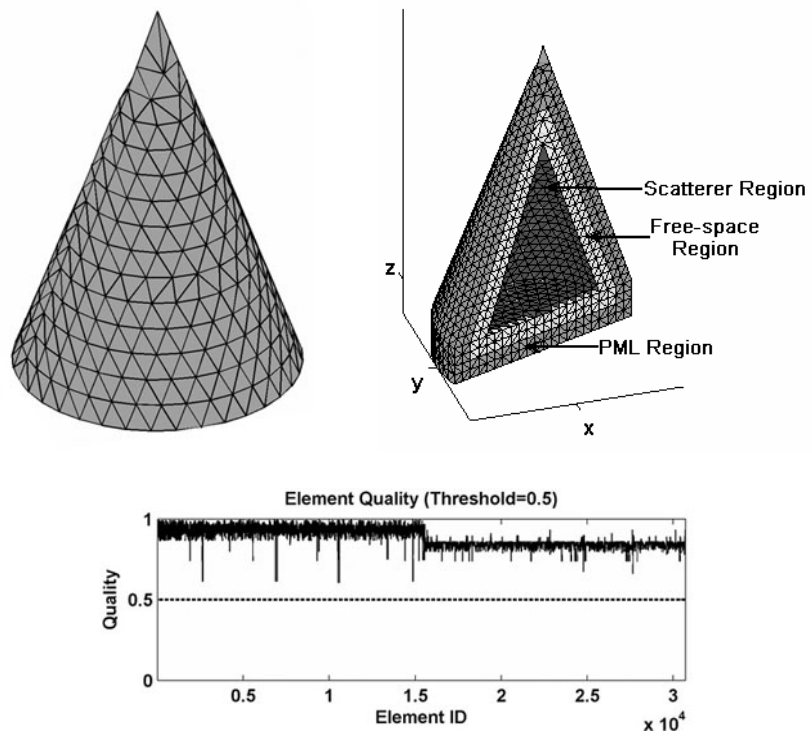 Scatterer Region
Free-space
Region
z
PML Region
y
x
Element Quality (Threshold=0.5)
1
0.5
0
Quality
0.5 1 1.5 2 2.5 3
Element ID
x 10^4